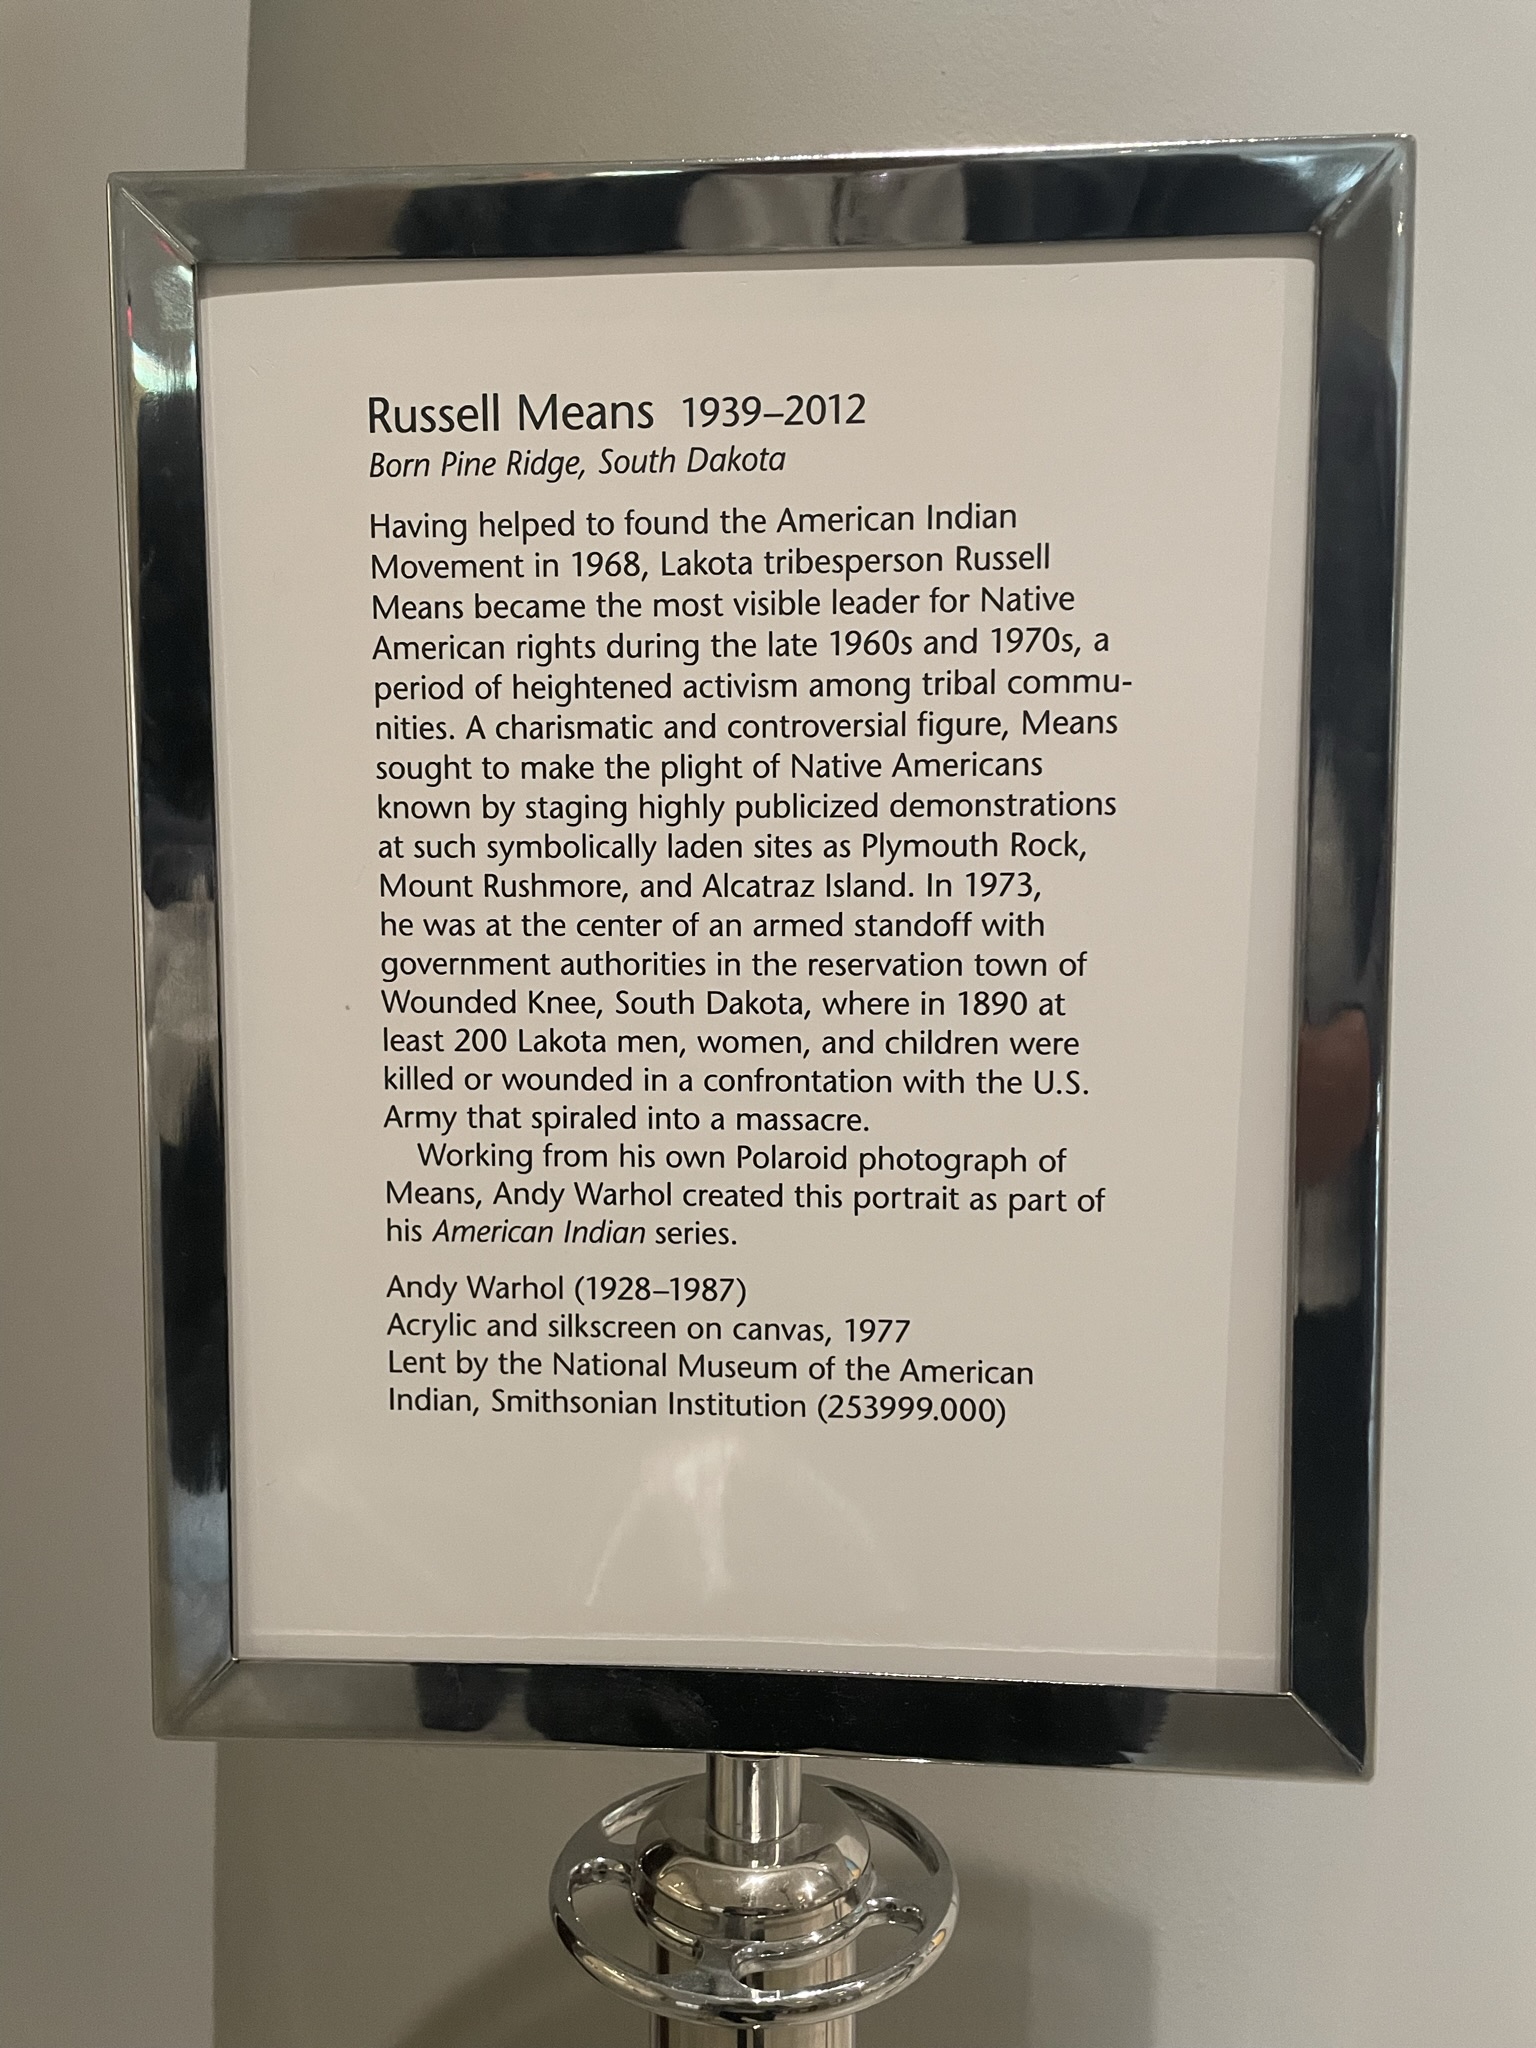 Russell Means 1939–2012
Born Pine Ridge, South Dakota
Having helped to found the American Indian
Movement in 1968, Lakota tribesperson Russell
Means became the most visible leader for Native
American rights during the late 1960s and 1970s, a
period of heightened activism among tribal commu-
nities. A charismatic and controversial figure, Means
sought to make the plight of Native Americans
known by staging highly publicized demonstrations
at such symbolically laden sites as Plymouth Rock,
Mount Rushmore, and Alcatraz Island. In 1973,
he was at the center of an armed standoff with
government authorities in the reservation town of
Wounded Knee, South Dakota, where in 1890 at
least 200 Lakota men, women, and children were
killed or wounded in a confrontation with the U.S.
Army that spiraled into a massacre.
Working from his own Polaroid photograph of
Means, Andy Warhol created this portrait as part of
his American Indian series.
Andy Warhol (1928–1987)
Acrylic and silkscreen on canvas, 1977
Lent by the National Museum of the American
Indian, Smithsonian Institution (253999.000)